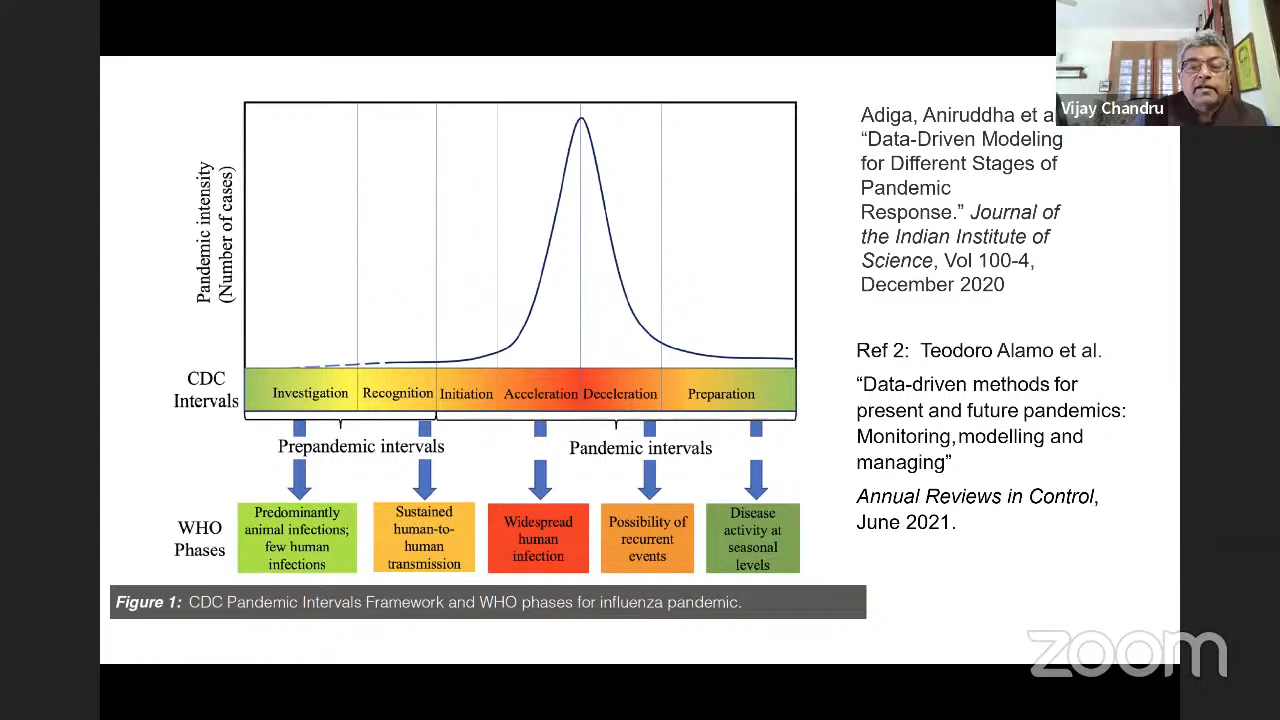 Vijay Chandru
Adiga, Aniruddha et a
“Data-Driven Modeling
for Different Stages of
Pandemic
Response.” Journal of
the Indian Institute of
Science, Vol 100-4,
December 2020
Ref 2: Teodoro Alamo et al.
“Data-driven methods for
present and future pandemics:
Monitoring, modelling and
managing”
Annual Reviews in Control,
June 2021.
Pandemic intensity
(Number of cases)
CDC
Intervals
Investigation
Recognition
Initiation
Acceleration
Deceleration
Preparation
Prepandemic intervals
Pandemic intervals
WHO
Phases
Predominantly
animal infections;
few human
infections
Sustained
human-to-
human
transmission
Widespread
human
infection
Possibility of
recurrent
events
Disease
activity at
seasonal
levels
Figure 1: CDC Pandemic Intervals Framework and WHO phases for influenza pandemic.
zoom